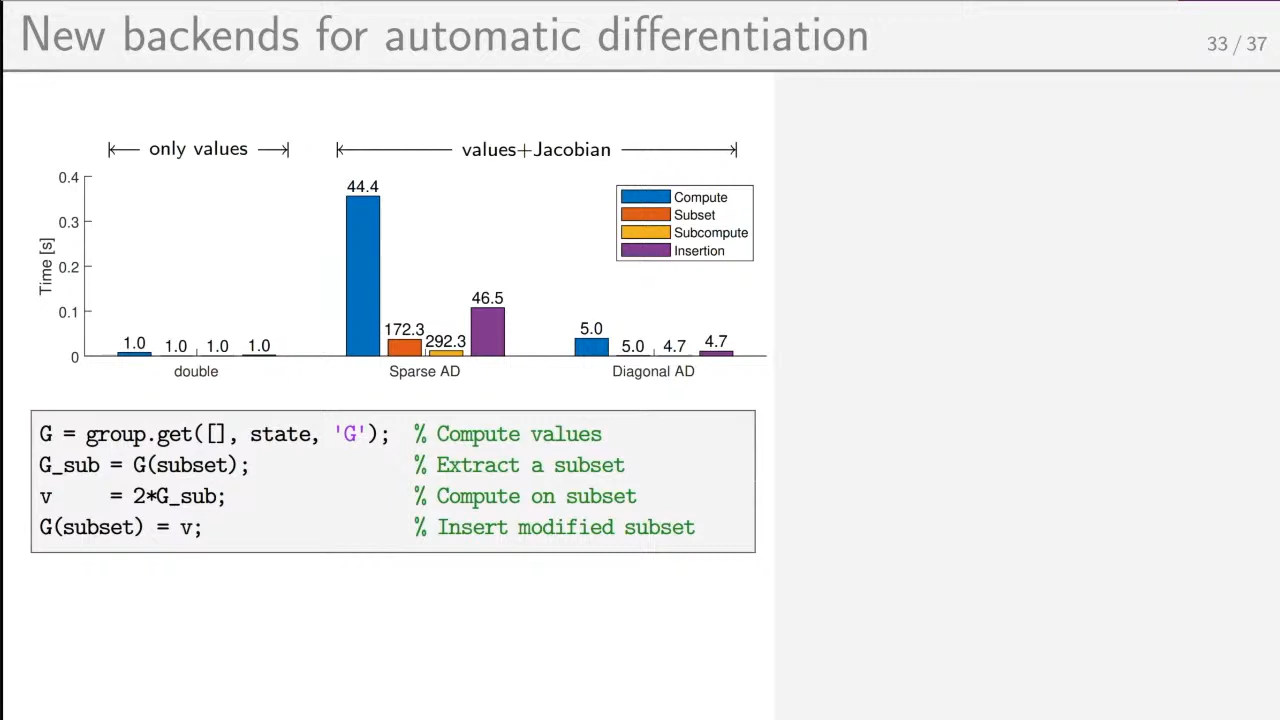 New backends for automatic differentiation
33 / 37
only values
values+Jacobian
0.4
0.3
0.2
0.1
0
Time [s]
1.0
1.0
1.0
1.0
44.4
172.3
292.3
46.5
5.0
5.0
4.7
4.7
Compute
Subset
Subcompute
Insertion
double
Sparse AD
Diagonal AD
G = group.get([], state, 'G'); % Compute values
G_sub = G(subset); % Extract a subset
v = 2*G_sub; % Compute on subset
G(subset) = v; % Insert modified subset